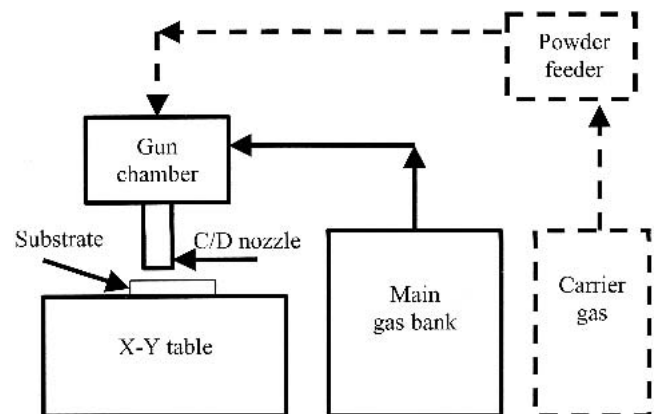 Powder
feeder
Gun
chamber
Substrate
C/D nozzle
Main
gas bank
Carrier
gas
X-Y table